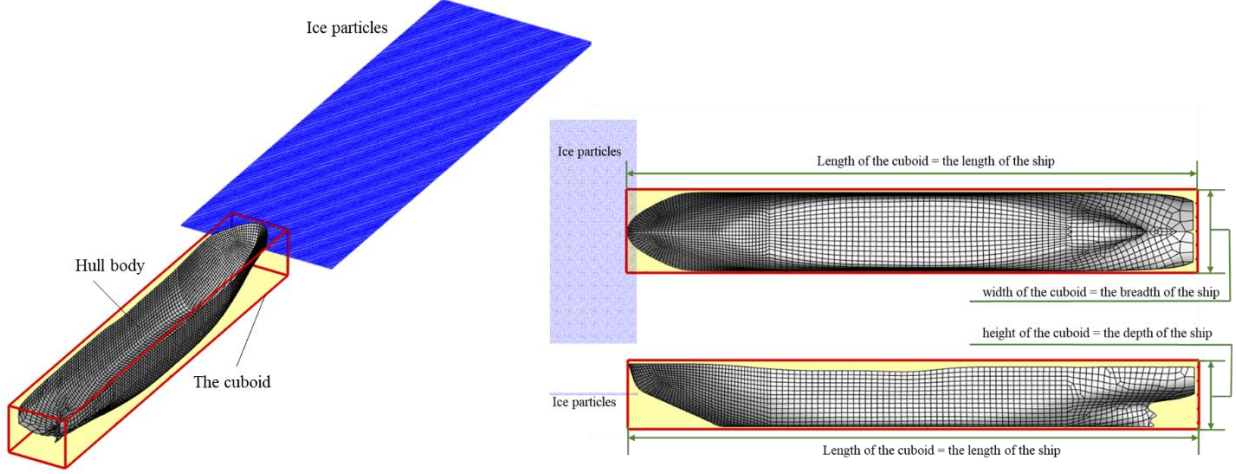 Ice particles
Hull body
The cuboid
Ice particles
Length of the cuboid = the length of the ship
width of the cuboid = the breadth of the ship
height of the cuboid = the depth of the ship
Ice particles
Length of the cuboid = the length of the ship